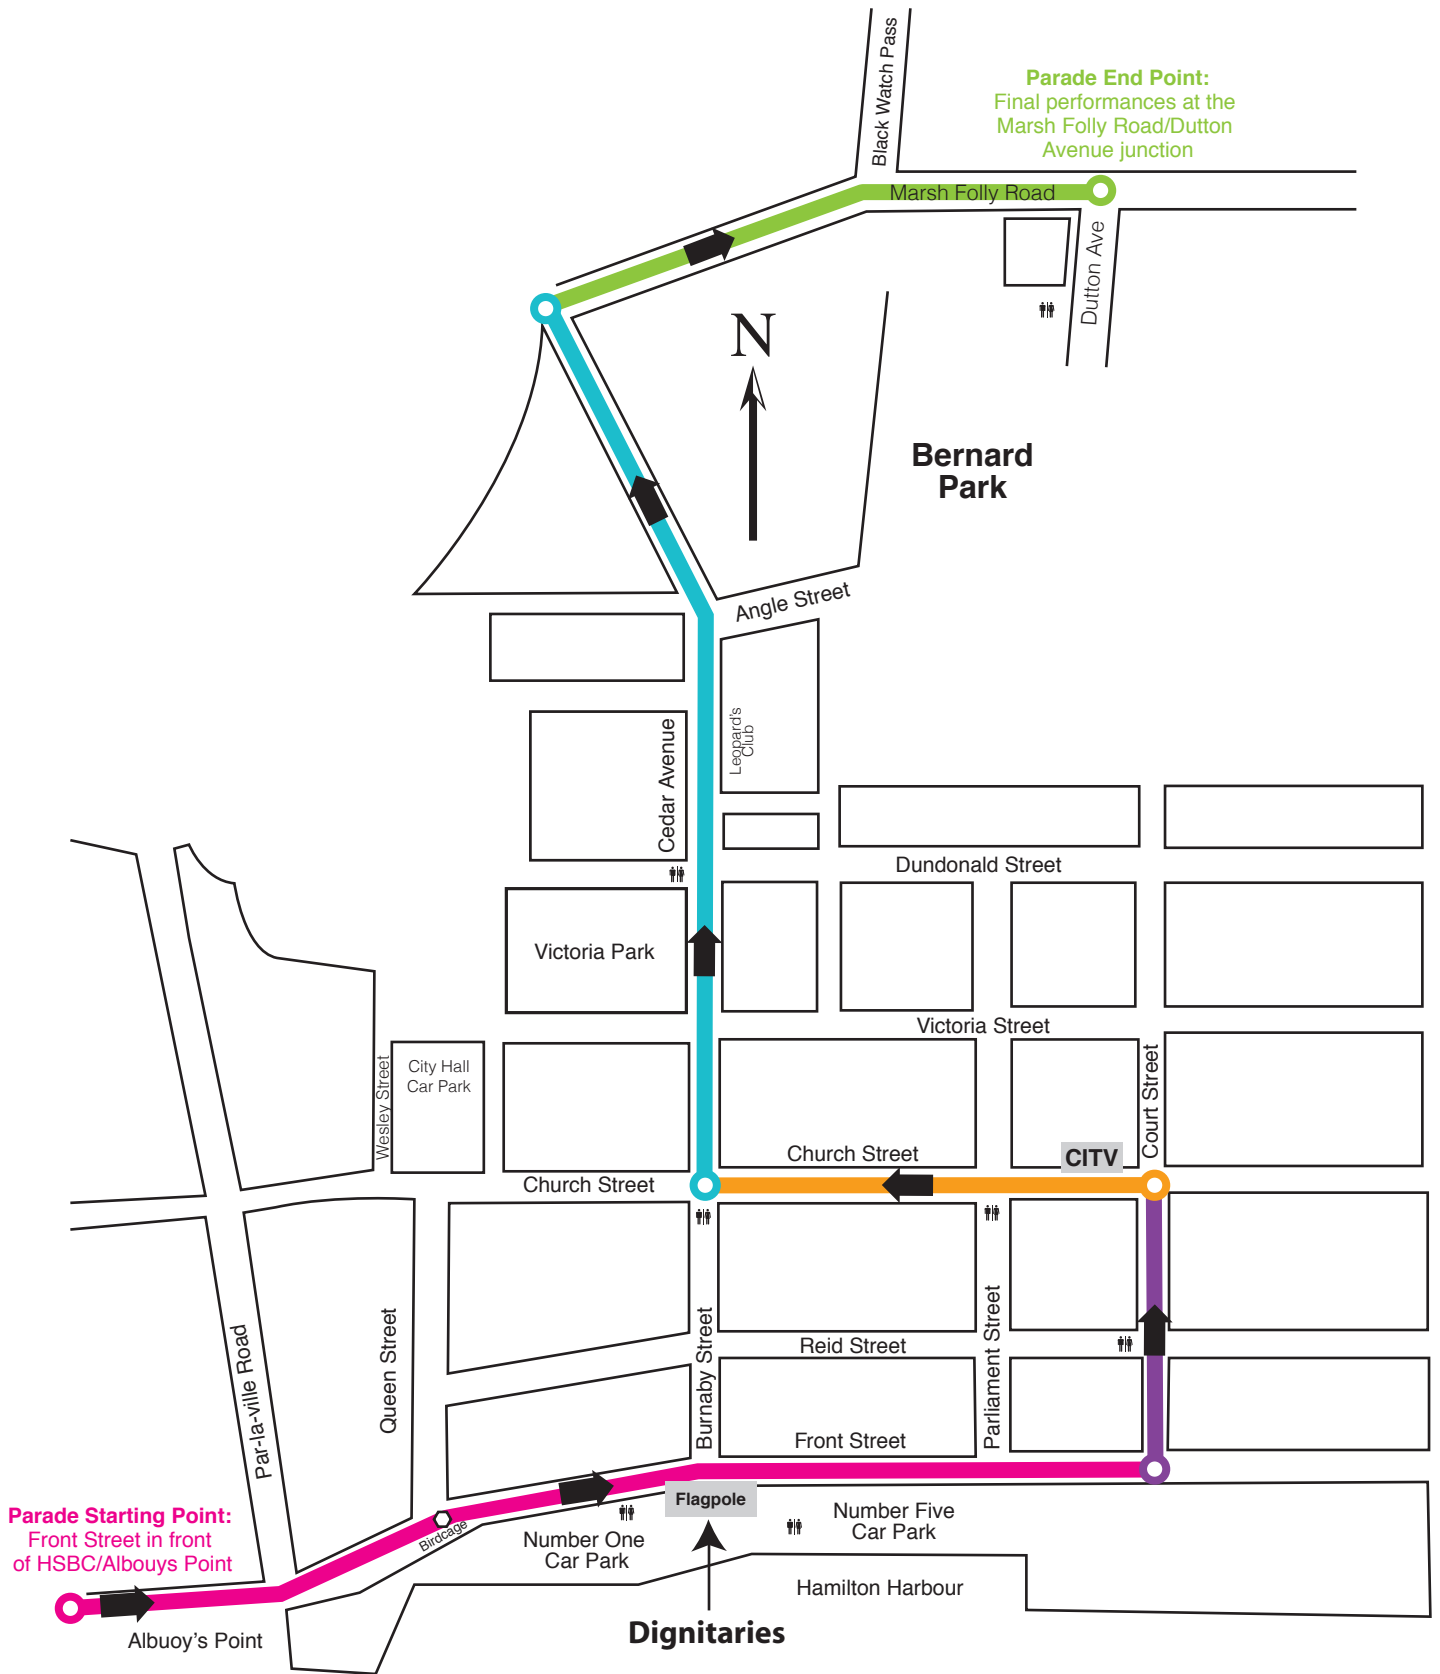 Black Watch Pass
Parade End Point:
Final performances at the
Marsh Folly Road/Dutton
Avenue junction
Marsh Folly Road
Dutton Ave
N
Bernard
Park
Angle Street
Leopard's
Club
Cedar Avenue
Dundonald Street
Victoria Park
Victoria Street
City Hall
Car Park
Wesley Street
Court Street
Church Street
CITV
Church Street
Queen Street
Par-la-ville Road
Burnaby Street
Parliament Street
Reid Street
Front Street
Flagpole
Parade Starting Point:
Front Street in front
of HSBC/Albouys Point
Birdcage
Number One
Car Park
Number Five
Car Park
Hamilton Harbour
Albuoy's Point
Dignitaries